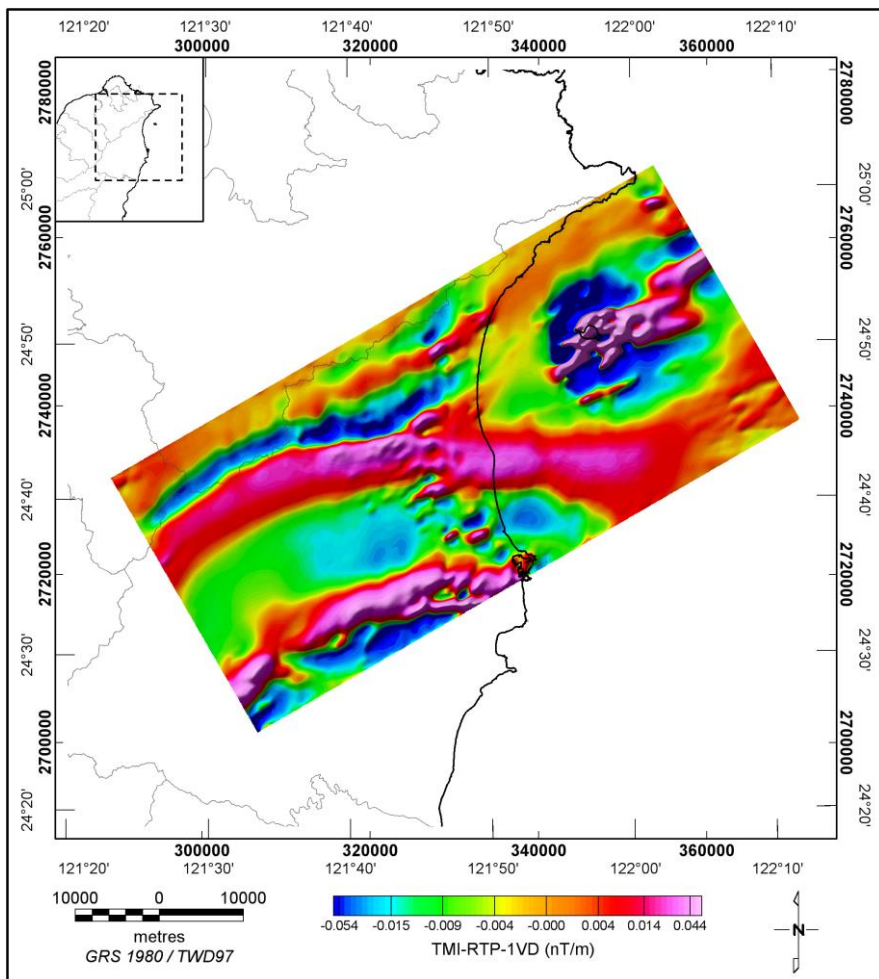 121°20' 121°30' 121°40' 121°50' 122°00' 122°10'
300000 320000 340000 360000
2780000 2780000
25°00' 25°00'
2760000 2760000
24°50' 24°50'
2740000 2740000
24°40' 24°40'
2720000 2720000
24°30' 24°30'
2700000 2700000
24°20' 24°20'
300000 320000 340000 360000
121°20' 121°30' 121°40' 121°50' 122°00' 122°10'
10000 0 10000
metres
GRS 1980 / TWD97
-0.054 -0.015 -0.009 -0.004 -0.000 0.004 0.014 0.044
TMI-RTP-1VD (nT/m)
N